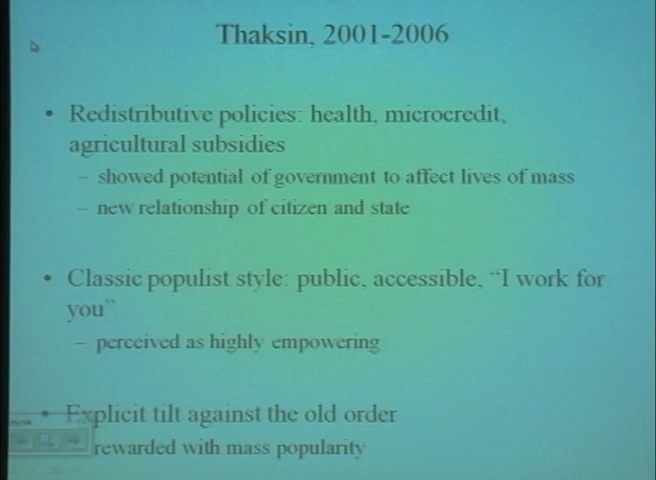 Thaksin, 2001-2006
• Redistributive policies: health, microcredit,
agricultural subsidies
– showed potential of government to affect lives of mass
– new relationship of citizen and state
• Classic populist style: public, accessible, “I work for
you”
– perceived as highly empowering
• Explicit tilt against the old order
rewarded with mass popularity